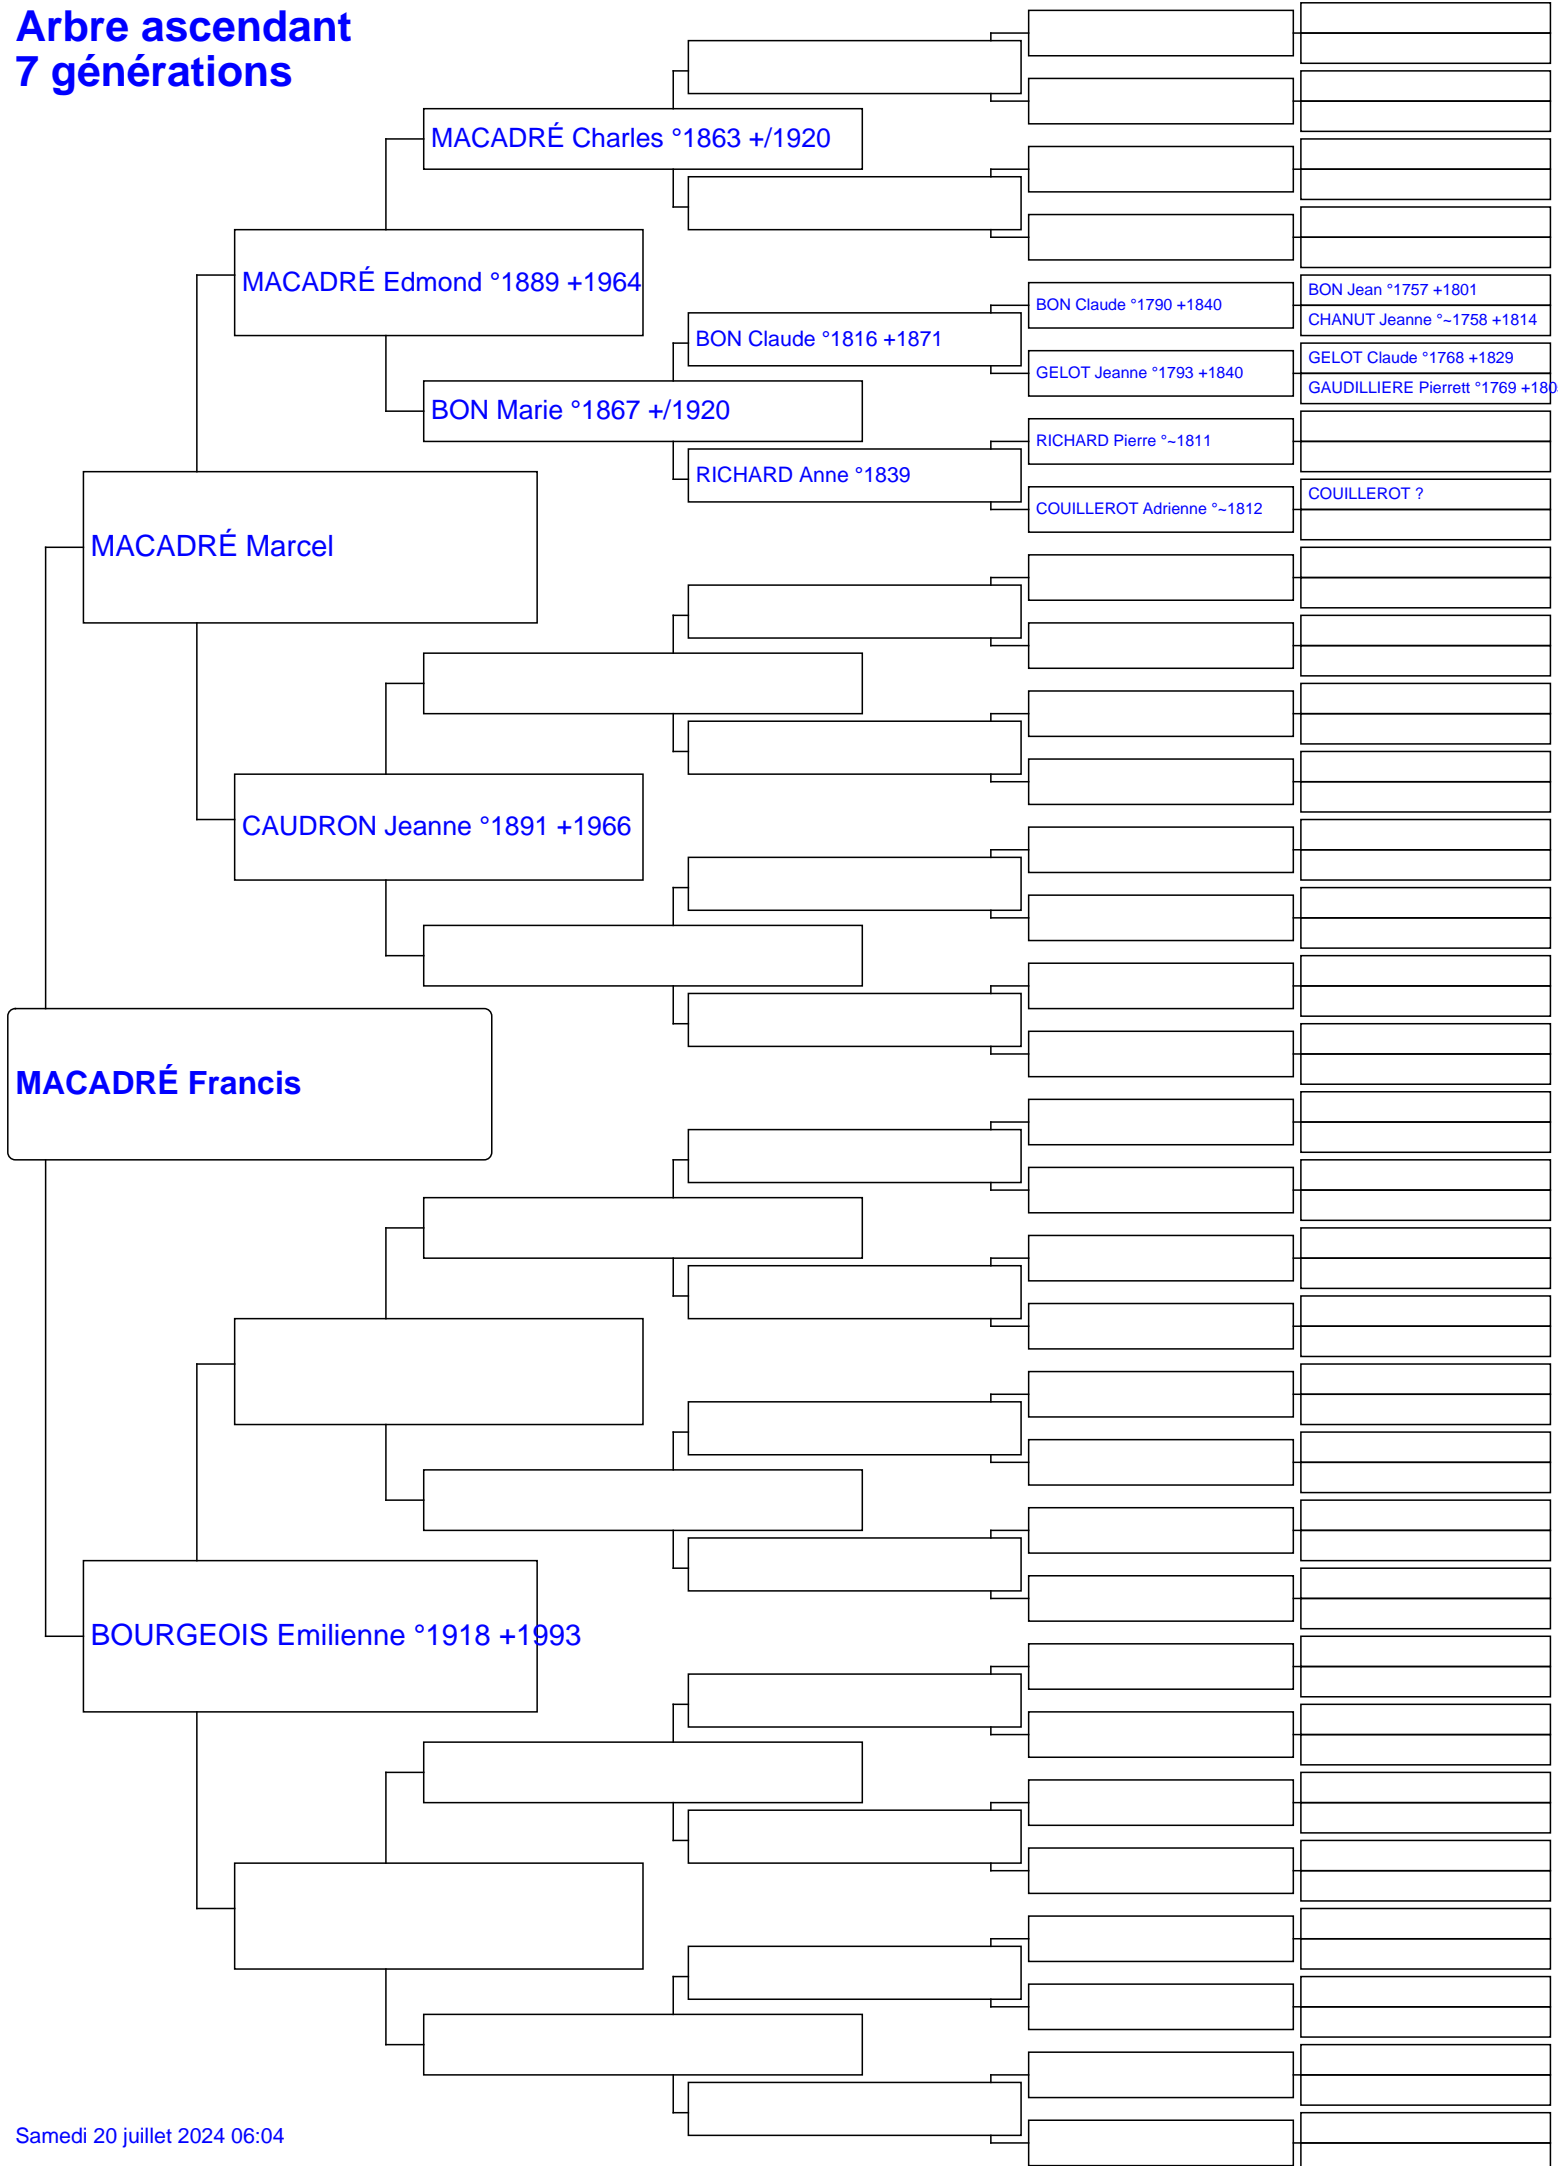 Arbre ascendant
7 générations
MACADRÉ Charles °1863 +/1920
MACADRÉ Edmond °1889 +1964
BON Jean °1757 +1801
BON Claude °1790 +1840
CHANUT Jeanne °~1758 +1814
BON Claude °1816 +1871
GELOT Claude °1768 +1829
GELOT Jeanne °1793 +1840
GAUDILLIERE Pierrett °1769 +180
BON Marie °1867 +/1920
RICHARD Pierre °~1811
RICHARD Anne °1839
COUILLEROT ?
COUILLEROT Adrienne °~1812
MACADRÉ Marcel
CAUDRON Jeanne °1891 +1966
MACADRÉ Francis
BOURGEOIS Emilienne °1918 +1993
Samedi 20 juillet 2024 06:04